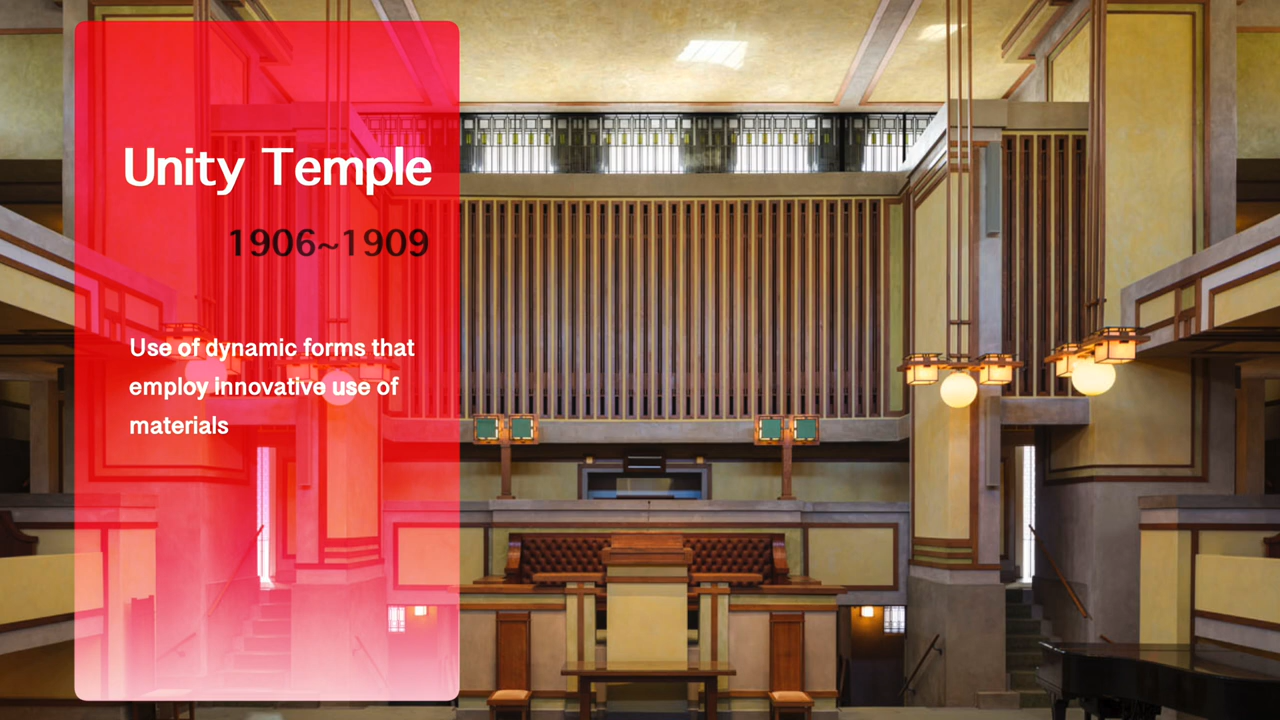 Unity Temple
1906~1909
Use of dynamic forms that
employ innovative use of
materials